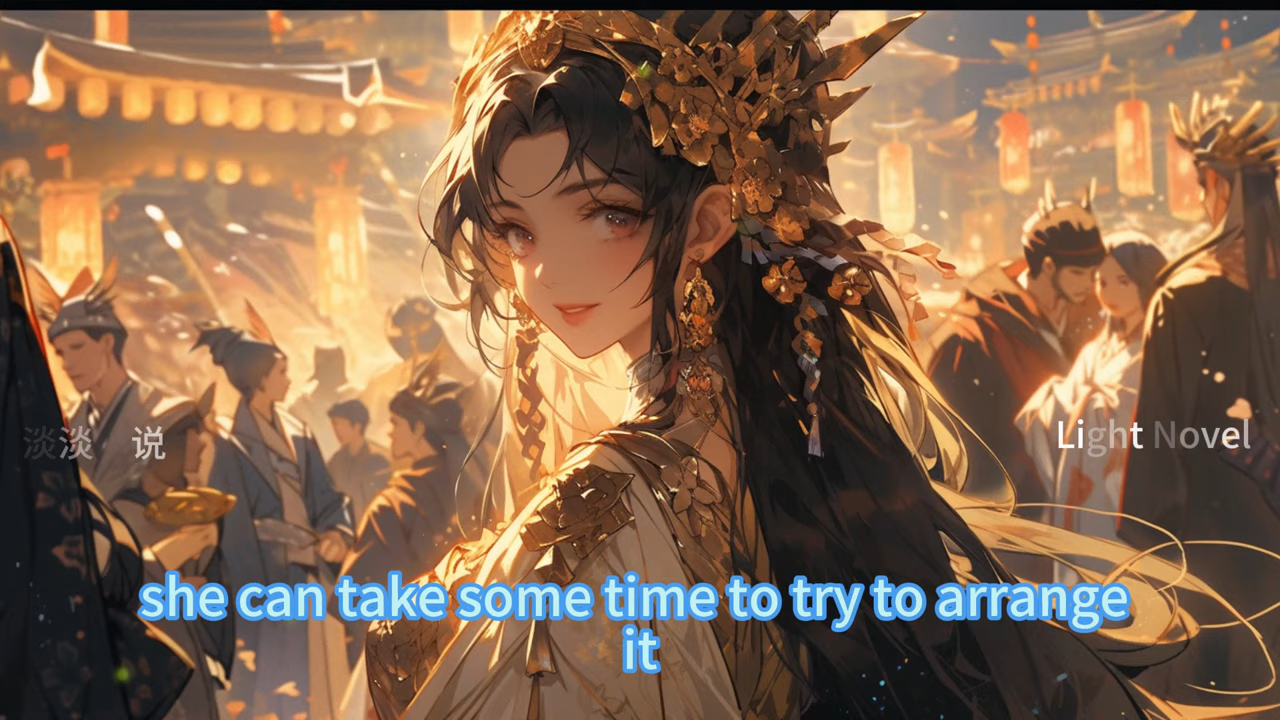 淡淡 说
Light Novel
she can take some time to try to arrange
it